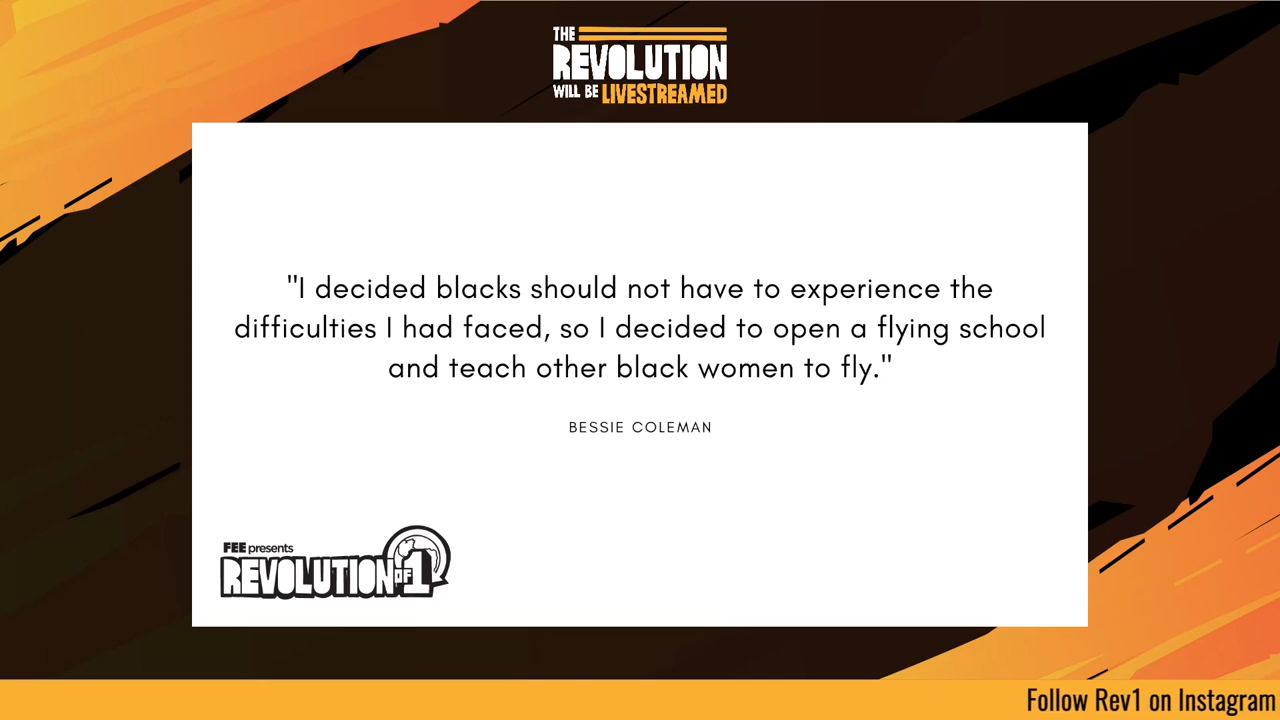 THE
REVOLUTION
WILL BE LIVESTREAMED
"I decided blacks should not have to experience the
difficulties I had faced, so I decided to open a flying school
and teach other black women to fly."
BESSIE COLEMAN
FEE presents
REVOLUTION OF 1
Follow Rev1 on Instagram